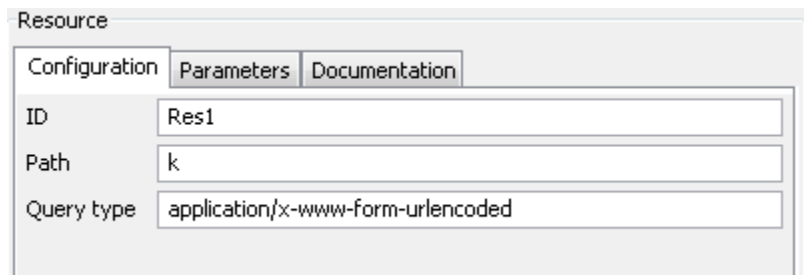 Resource
Configuration Parameters Documentation
ID Res1
Path k
Query type application/x-www-form-urlencoded